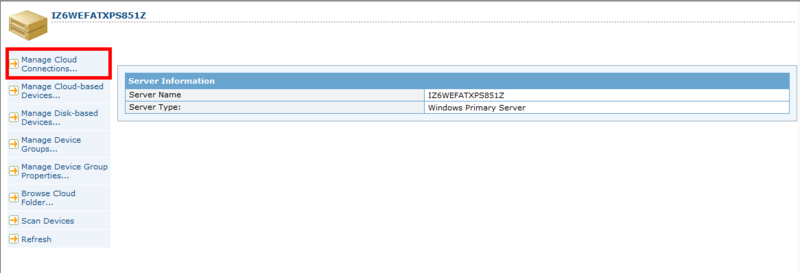 IZ6WEFATXPS851Z
Manage Cloud
Connections...
Manage Cloud-based
Devices...
Manage Disk-based
Devices...
Manage Device
Groups...
Manage Device Group
Properties...
Browse Cloud
Folder...
Scan Devices
Refresh
Server Information
Server Name IZ6WEFATXPS851Z
Server Type: Windows Primary Server